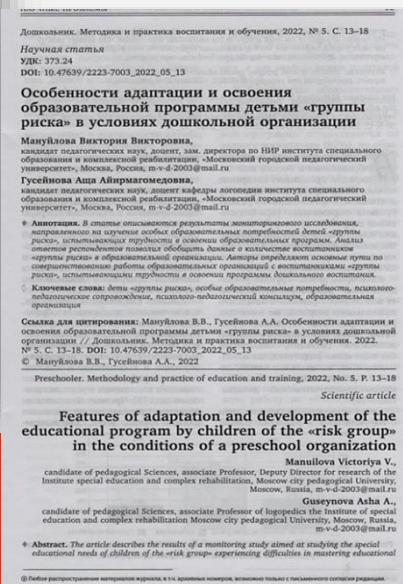 Дошкольник. Методика и практика воспитания и обучения, 2022, № 5. С. 13–18
Научная статья
УДК: 373.24
DOI: 10.47639/2223-7003_2022_05_13
Особенности адаптации и освоения
образовательной программы детьми «группы
риска» в условиях дошкольной организации
Мануйлова Виктория Викторовна,
кандидат педагогических наук, доцент, зам. директора по НИР института специального
образования и комплексной реабилитации, «Московский городской педагогический
университет», Москва, Россия, m-v-d-2003@mail.ru
Гусейнова Аща Айирмагомедовна,
кандидат педагогических наук, доцент кафедры логопедии института специального
образования и комплексной реабилитации, «Московский городской педагогический
университет», Москва, Россия, m-v-d-2003@mail.ru
Аннотация. В статье описываются результаты мониторингового исследования,
направленного на изучение особых образовательных потребностей детей «группы
риска», испытывающих трудности в освоении образовательных программ. Анализ
ответов респондентов позволил обобщить данные о количестве воспитанников
«группы риска» в образовательной организации. Авторы определяют основные пути по
совершенствованию работы образовательных организаций с воспитанниками «группы
риска», испытывающими трудности в освоении программы дошкольного воспитания.
Ключевые слова: дети «группы риска», особые образовательные потребности, психолого-
педагогическое сопровождение, психолого-педагогический консилиум, образовательная
организация
Ссылка для цитирования: Мануйлова В.В., Гусейнова А.А. Особенности адаптации и
освоения образовательной программы детьми «группы риска» в условиях дошкольной
организации // Дошкольник. Методика и практика воспитания и обучения. 2022.
№ 5. С. 13–18. DOI: 10.47639/2223-7003_2022_05_13
© Мануйлова В.В., Гусейнова А.А., 2022
Preschooler. Methodology and practice of education and training, 2022, No. 5. P. 13–18
Scientific article
Features of adaptation and development of the
educational program by children of the «risk group»
in the conditions of a preschool organization
Manuilova Victoriya V.,
candidate of pedagogical Sciences, associate Professor, Deputy Director for research of the
Institute special education and complex rehabilitation, Moscow city pedagogical University,
Moscow, Russia, m-v-d-2003@mail.ru
Guseynova Asha A.,
candidate of pedagogical sciences, associate Professor of logopedics the Institute of special
education and complex rehabilitation Moscow city pedagogical University, Moscow, Russia,
m-v-d-2003@mail.ru
Abstract. The article describes the results of a monitoring study aimed at studying the special
educational needs of children of the «risk group» experiencing difficulties in mastering educational
Любое распространение материалов журнала, в т.ч. архивных номеров, возможно только с письменного согласия редакции.